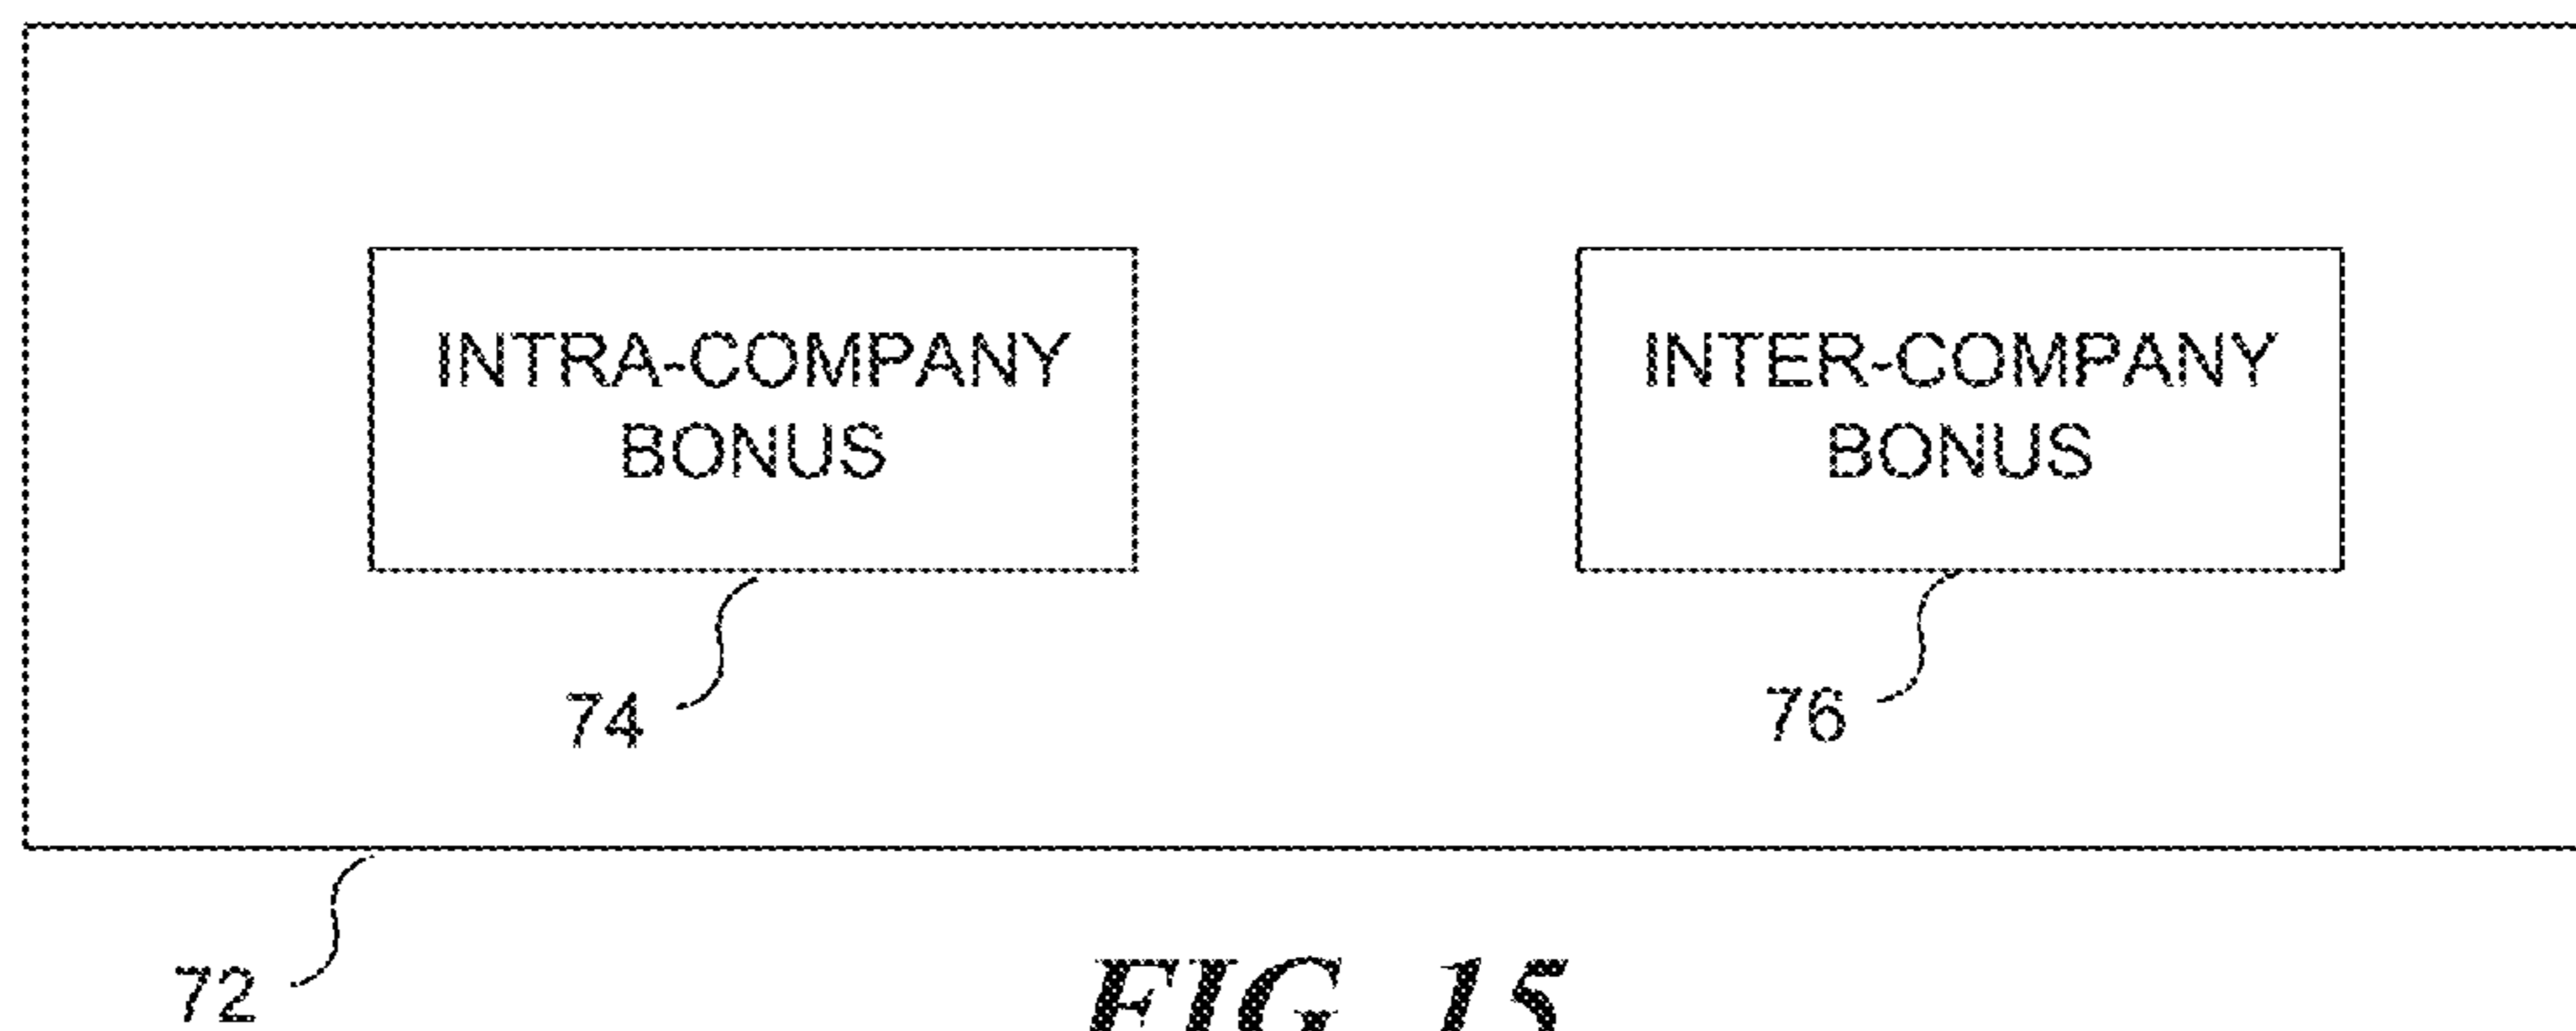 INTRA-COMPANY
BONUS
INTER-COMPANY
BONUS
74
76
72
FIG. 15